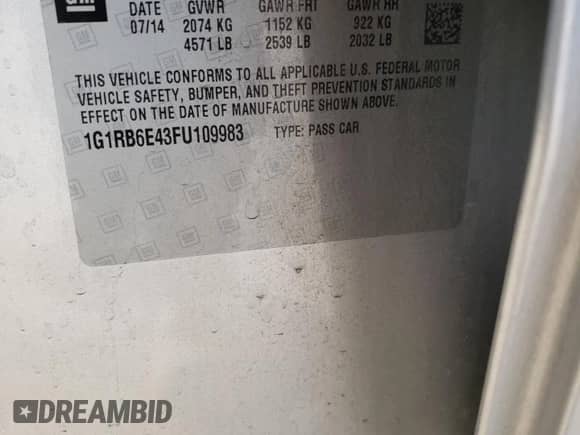 GM DATE GVWR GAWR FRT GAWR RR
07/14 2074 KG 1152 KG 922 KG
4571 LB 2539 LB 2032 LB
THIS VEHICLE CONFORMS TO ALL APPLICABLE U.S. FEDERAL MOTOR
VEHICLE SAFETY, BUMPER, AND THEFT PREVENTION STANDARDS IN
EFFECT ON THE DATE OF MANUFACTURE SHOWN ABOVE.
1G1RB6E43FU109983 TYPE: PASS CAR
DREAMBID